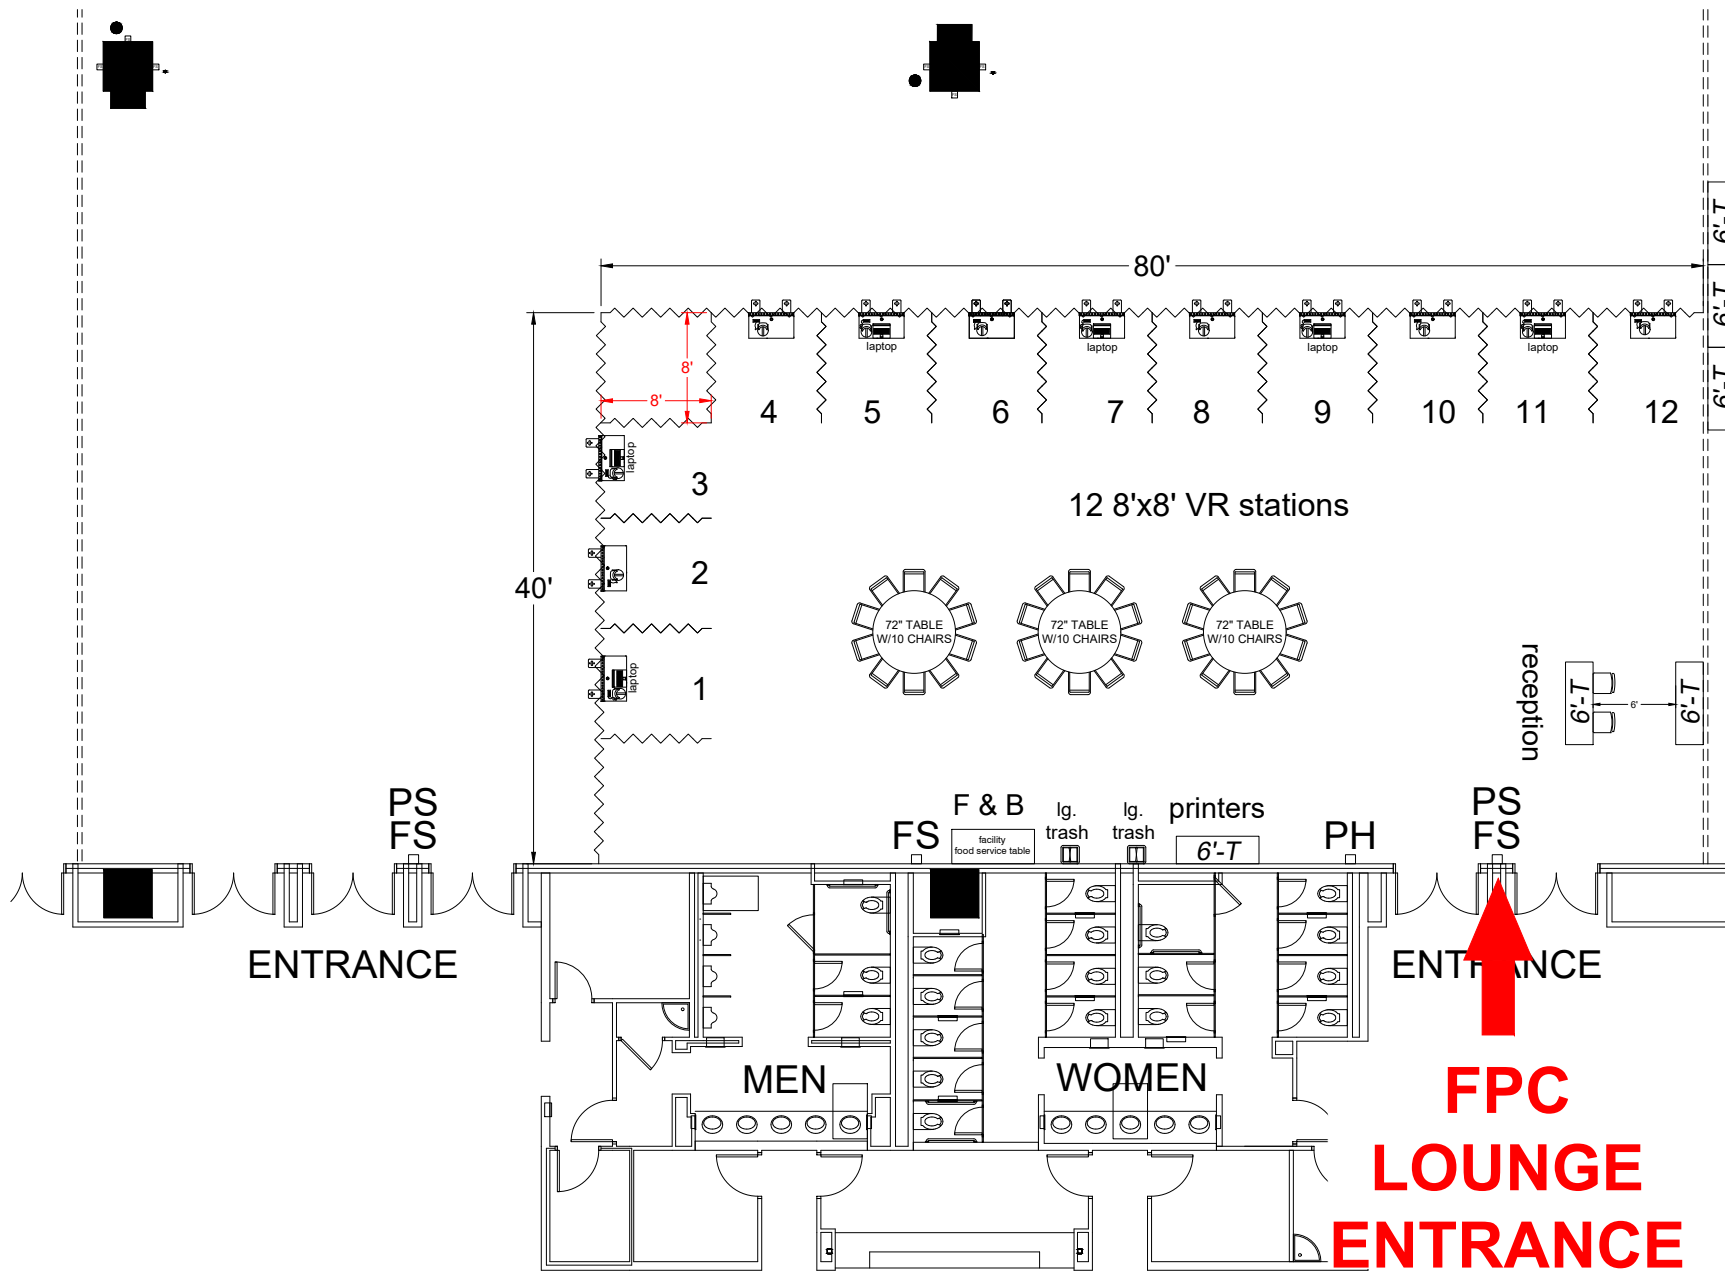 80'
6'-T
6'-T
6'-T
8'
8'
laptop
laptop
laptop
laptop
4
5
6
7
8
9
10
11
12
laptop
3
12 8'x8' VR stations
2
40'
72" TABLE
W/10 CHAIRS
72" TABLE
W/10 CHAIRS
72" TABLE
W/10 CHAIRS
laptop
1
reception
6'-T
6'
6'-T
PS
FS
FS
F & B
facility
food service table
lg.
trash
lg.
trash
printers
6'-T
PH
PS
FS
ENTRANCE
ENTRANCE
MEN
WOMEN
FPC
LOUNGE
ENTRANCE